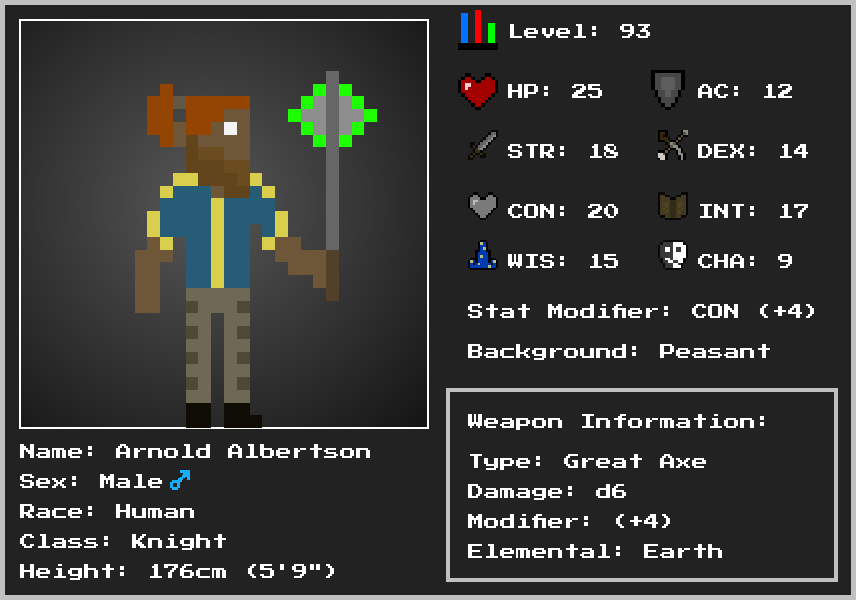 Level: 93
HP: 25
AC: 12
STR: 18
DEX: 14
CON: 20
INT: 17
WIS: 15
CHA: 9
Stat Modifier: CON (+4)
Background: Peasant
Weapon Information:
Type: Great Axe
Damage: d6
Modifier: (+4)
Elemental: Earth
Name: Arnold Albertson
Sex: Male♂
Race: Human
Class: Knight
Height: 176cm (5'9")